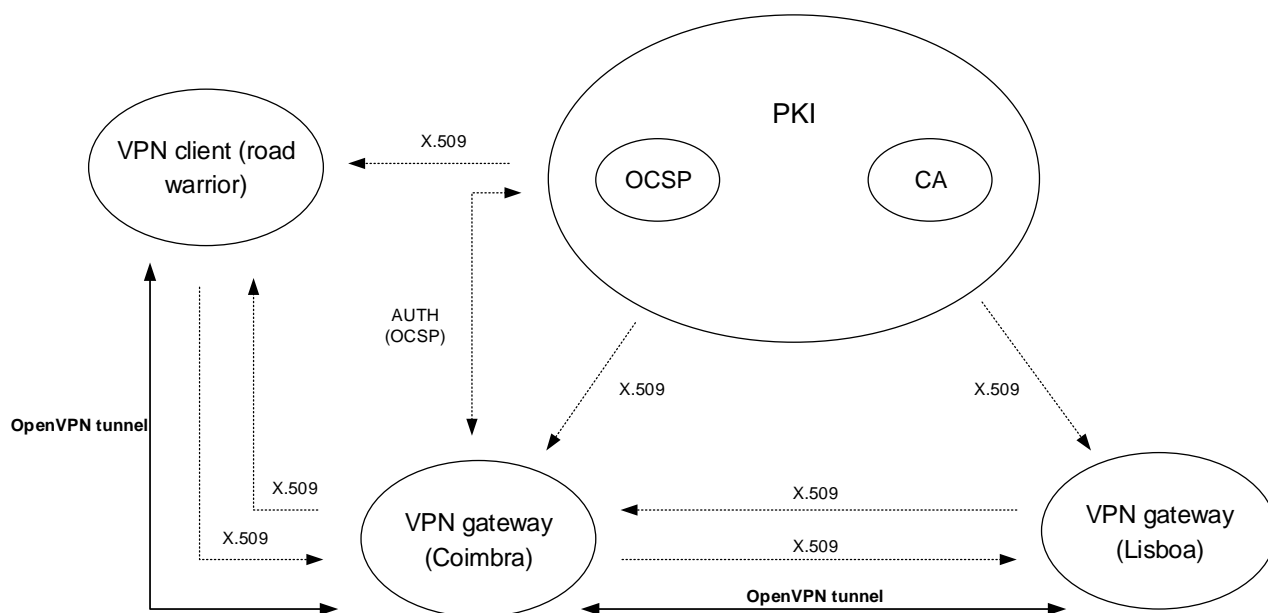 PKI
X.509
VPN client (road
warrior)
OCSP
CA
AUTH
(OCSP)
X.509
X.509
OpenVPN tunnel
X.509
X.509
VPN gateway
(Coimbra)
VPN gateway
(Lisboa)
X.509
X.509
OpenVPN tunnel